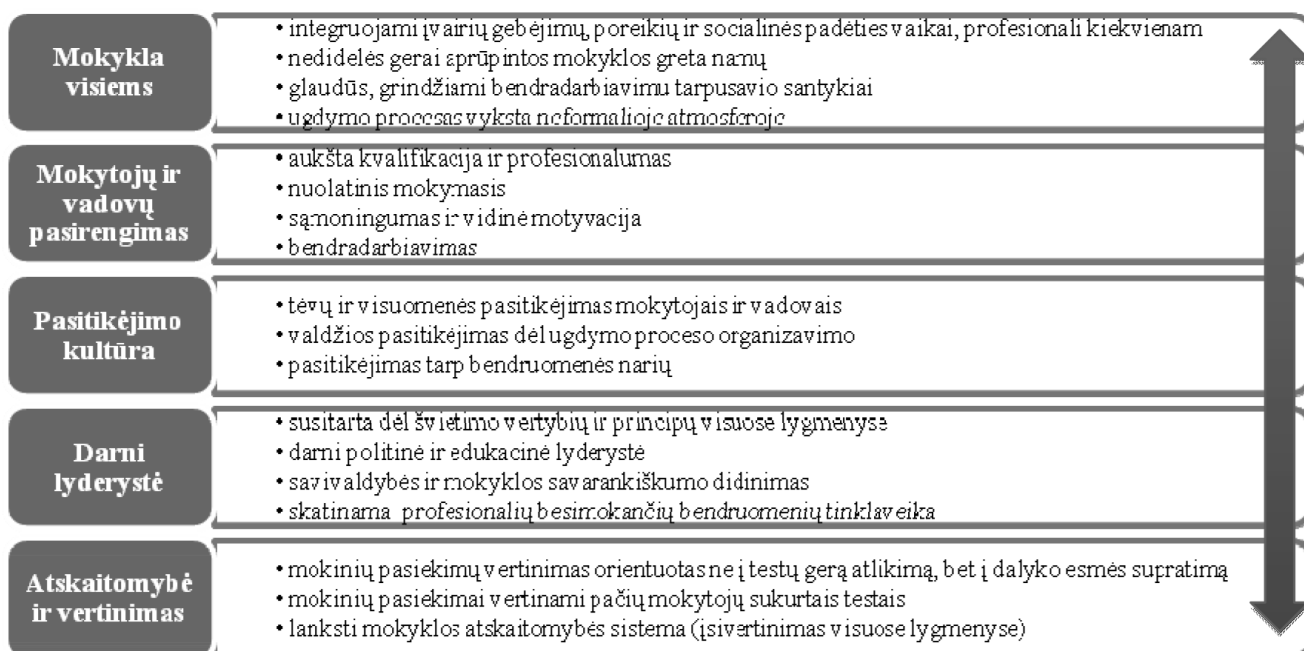 Mokykla
visiems
• integruojami įvairių gebėjimų, poreikių ir socialinės padėties vaikai, profesionali kiekvienam
• nedidelės gerai aprūpintos mokyklos greta namų
• glaudūs, grindžiami bendradarbiavimu tarpusavio santykiai
• ugdymo procesas vyksta neformalioje atmosferoje
Mokytojų ir
vadovų
pasirengimas
• aukšta kvalifikacija ir profesionalumas
• nuolatinis mokymasis
• sąmoningumas ir vidinė motyvacija
• bendradarbiavimas
Pasitikėjimo
kultūra
• tėvų ir visuomenės pasitikėjimas mokytojais ir vadovais
• valdžios pasitikėjimas dėl ugdymo proceso organizavimo
• pasitikėjimas tarp bendruomenės narių
Darni
lyderystė
• susitarta dėl švietimo vertybių ir principų visuose lygmenyse
• darni politinė ir edukacinė lyderystė
• savivaldybės ir mokyklos savarankiškumo didinimas
• skatinama profesionalių besimokančių bendruomenių tinklaveika
Atskaitomybė
ir vertinimas
• mokinių pasiekimų vertinimas orientuotas ne į testų gerą atlikimą, bet į dalyko esmės supratimą
• mokinių pasiekimai vertinami pačių mokytojų sukurtais testais
• lanksti mokyklos atskaitomybės sistema (įsivertinimas visuose lygmenyse)